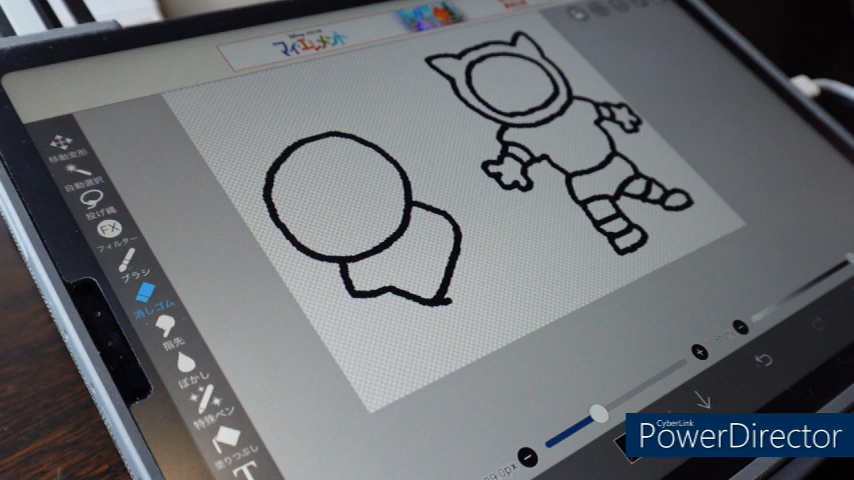 マイエレメント
移動変形
自動選択
投げ縄
FX
フィルター
ブラシ
消しゴム
指先
ぼかし
特殊ペン
塗りつぶし
T
CyberLink
PowerDirector